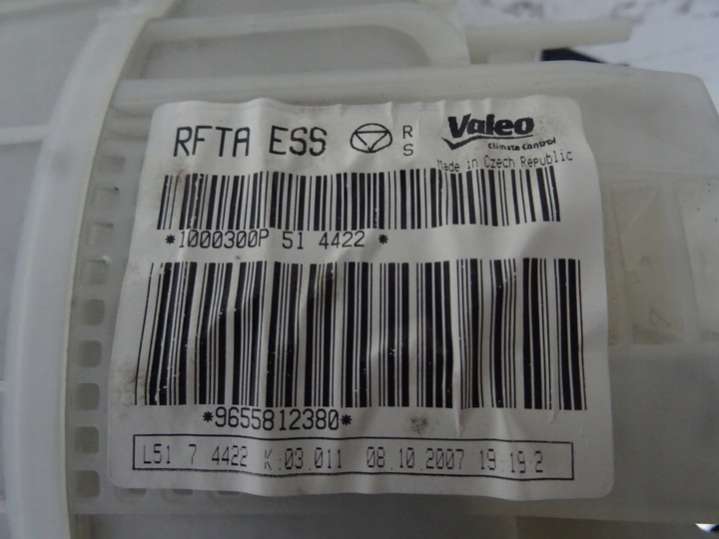 RFTA ESS RS Valeo
Climate Control
Made in Czech Republic
*1000300P 51 4422 *
*9655812380*
L51 7 4422 K:03.011 08.10.2007 19:19:2